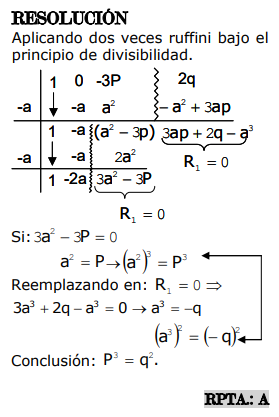 RESOLUCIÓN
Aplicando dos veces ruffini bajo el
principio de divisibilidad.
1 0 -3P 2q
-a -a a² -a² + 3ap
1 -a (a² - 3p) 3ap + 2q - a³
-a -a 2a² R₁ = 0
1 -2a 3a² - 3P
R₁ = 0
Si: 3a² - 3P = 0
a² = P → (a²)³ = P³
Reemplazando en: R₁ = 0 ⇒
3a³ + 2q - a³ = 0 → a³ = -q
(a³)² = (-q)²
Conclusión: P³ = q².
RPTA.: A